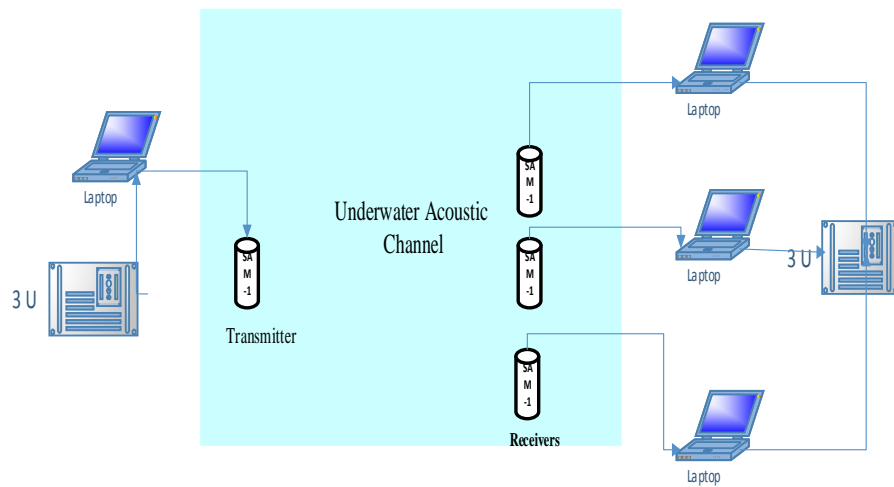 Laptop
3 U
SA
M
-1
Transmitter
Underwater Acoustic
Channel
SA
M
-1
SA
M
-1
SA
M
-1
Receivers
Laptop
Laptop
3 U
Laptop